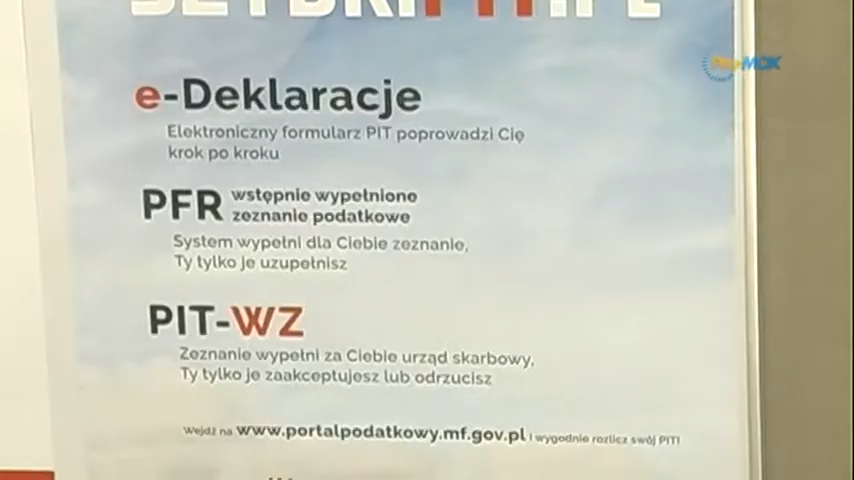 e-Deklaracje
Elektroniczny formularz PIT poprowadzi Cię
krok po kroku
PFR wstępnie wypełnione
zeznanie podatkowe
System wypełni dla Ciebie zeznanie,
Ty tylko je uzupełnisz
PIT-WZ
Zeznanie wypełni za Ciebie urząd skarbowy,
Ty tylko je zaakceptujesz lub odrzucisz
Wejdź na www.portalpodatkowy.mf.gov.pl i wygodnie rozlicz swój PIT!